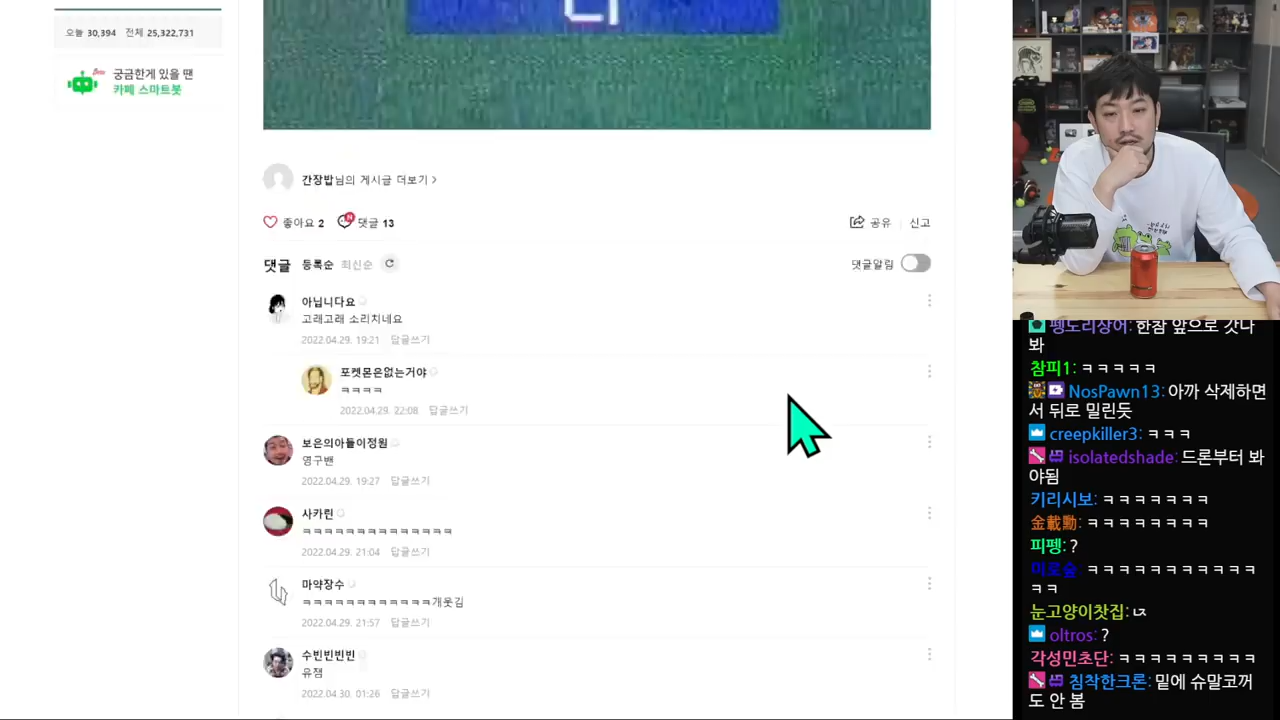 오늘 30,394 전체 25,322,731
궁금한게 있을 땐
카페 스마트봇
간장밥님의 게시글 더보기 >
좋아요 2 댓글 13
공유 신고
댓글 등록순 최신순
댓글알림
아닙니다요
고래고래 소리치네요
2022.04.29. 19:21 답글쓰기
포켓몬은없는거야
ㅋㅋㅋㅋ
2022.04.29. 22:08 답글쓰기
보은의아들이정원
영구밴
2022.04.29. 19:27 답글쓰기
사카린
ㅋㅋㅋㅋㅋㅋㅋㅋㅋㅋㅋㅋㅋㅋ
2022.04.29. 21:04 답글쓰기
마약장수
ㅋㅋㅋㅋㅋㅋㅋㅋㅋㅋㅋㅋ개웃김
2022.04.29. 21:57 답글쓰기
수빈빈빈빈
유잼
2022.04.30. 01:26 답글쓰기
펭도리상어: 한참 앞으로 갓나
봐
참피1: ㅋㅋㅋㅋㅋ
NosPawn13: 아까 삭제하면
서 뒤로 밀린듯
creepkiller3: ㅋㅋㅋ
isolatedshade: 드론부터 봐
야됨
키리시보: ㅋㅋㅋㅋㅋㅋㅋ
金載勳: ㅋㅋㅋㅋㅋㅋㅋㅋ
피펭: ?
미로숲: ㅋㅋㅋㅋㅋㅋㅋㅋㅋㅋㅋ
ㅋㅋ
눈고양이찻집: ㄴㅈ
oltros: ?
각성민초단: ㅋㅋㅋㅋㅋㅋㅋㅋㅋ
침착한크론: 밑에 슈말코꺼
도 안 봄